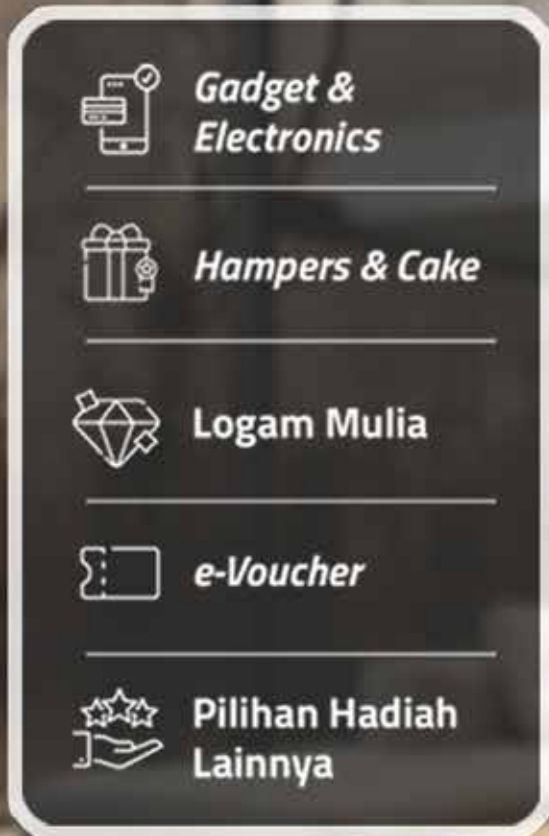 Gadget &
Electronics
Hampers & Cake
Logam Mulia
e-Voucher
Pilihan Hadiah
Lainnya